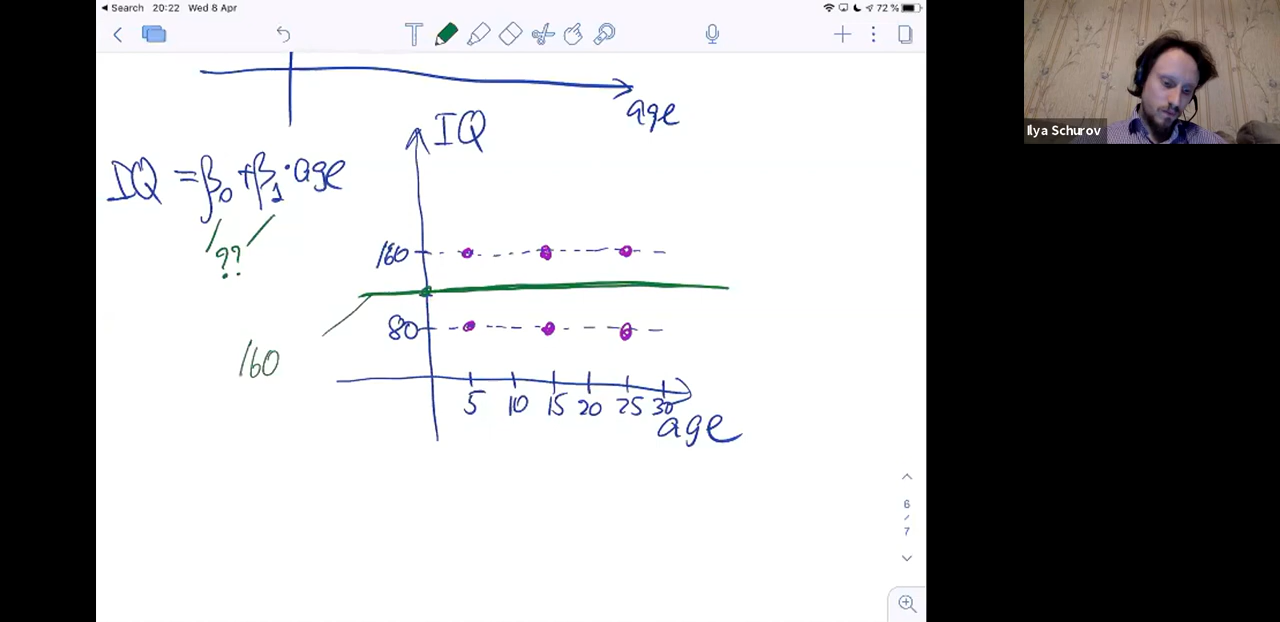 Search 20:22 Wed 8 Apr
72 %
T
Ilya Schurov
age
IQ
IQ = β₀ + β₁ · age
??
160
80
160
5 10 15 20 25 30
age
6
/
7